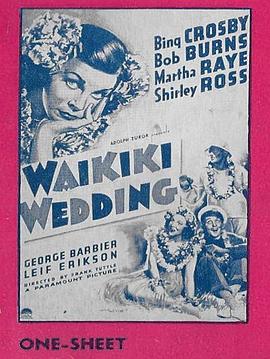 Bing CROSBY
Bob BURNS
Martha RAYE
Shirley ROSS
ADOLPH ZUKOR presents
WAIKIKI
WEDDING
GEORGE BARBIER
LEIF ERIKSON
DIRECTED BY FRANK TUTTLE
A PARAMOUNT PICTURE
ONE-SHEET